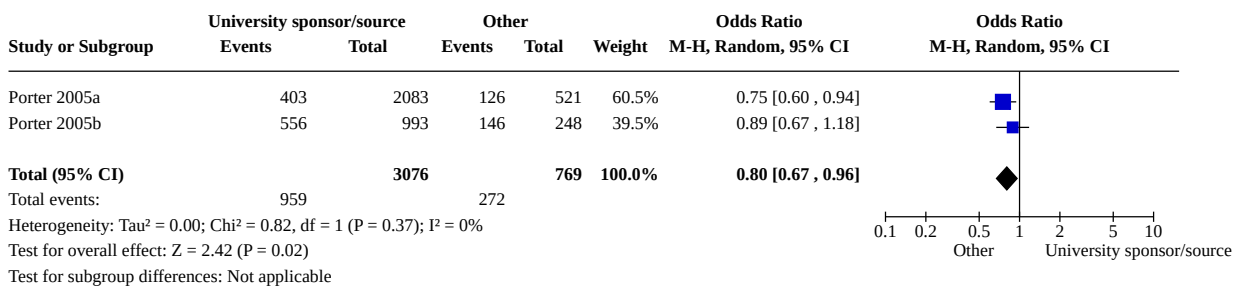 University sponsor/source Other Odds Ratio Odds Ratio
Study or Subgroup Events Total Events Total Weight M-H, Random, 95% CI M-H, Random, 95% CI
Porter 2005a 403 2083 126 521 60.5% 0.75 [0.60 , 0.94]
Porter 2005b 556 993 146 248 39.5% 0.89 [0.67 , 1.18]
Total (95% CI) 3076 769 100.0% 0.80 [0.67 , 0.96]
Total events: 959 272
Heterogeneity: Tau² = 0.00; Chi² = 0.82, df = 1 (P = 0.37); I² = 0%
0.1 0.2 0.5 1 2 5 10
Test for overall effect: Z = 2.42 (P = 0.02) Other University sponsor/source
Test for subgroup differences: Not applicable